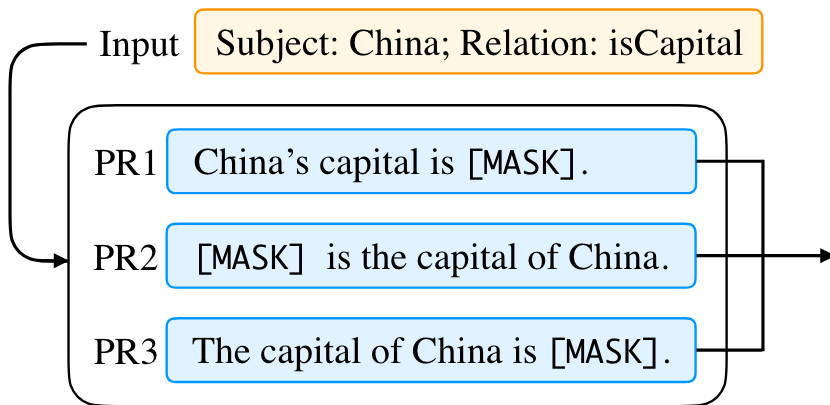 Input Subject: China; Relation: isCapital
PR1 China’s capital is [MASK].
PR2 [MASK] is the capital of China.
PR3 The capital of China is [MASK].